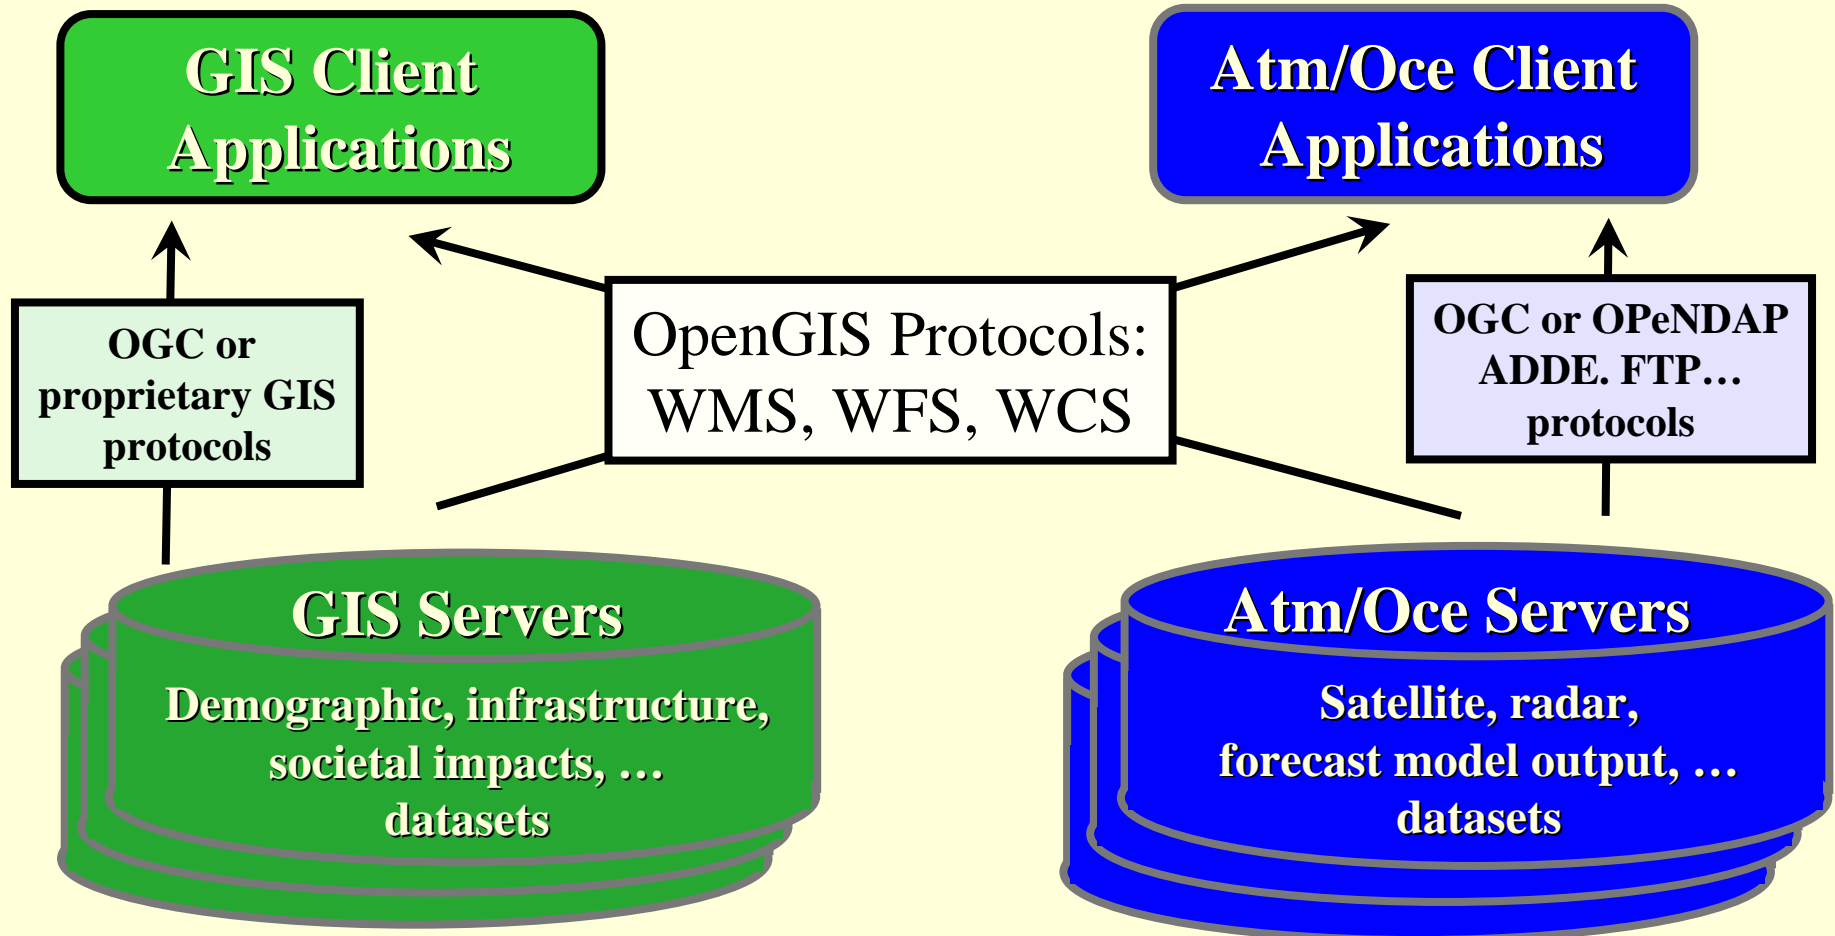 GIS Client
Applications
Atm/Oce Client
Applications
OGC or
proprietary GIS
protocols
OpenGIS Protocols:
WMS, WFS, WCS
OGC or OPeNDAP
ADDE. FTP…
protocols
GIS Servers
Demographic, infrastructure,
societal impacts, …
datasets
Atm/Oce Servers
Satellite, radar,
forecast model output, …
datasets